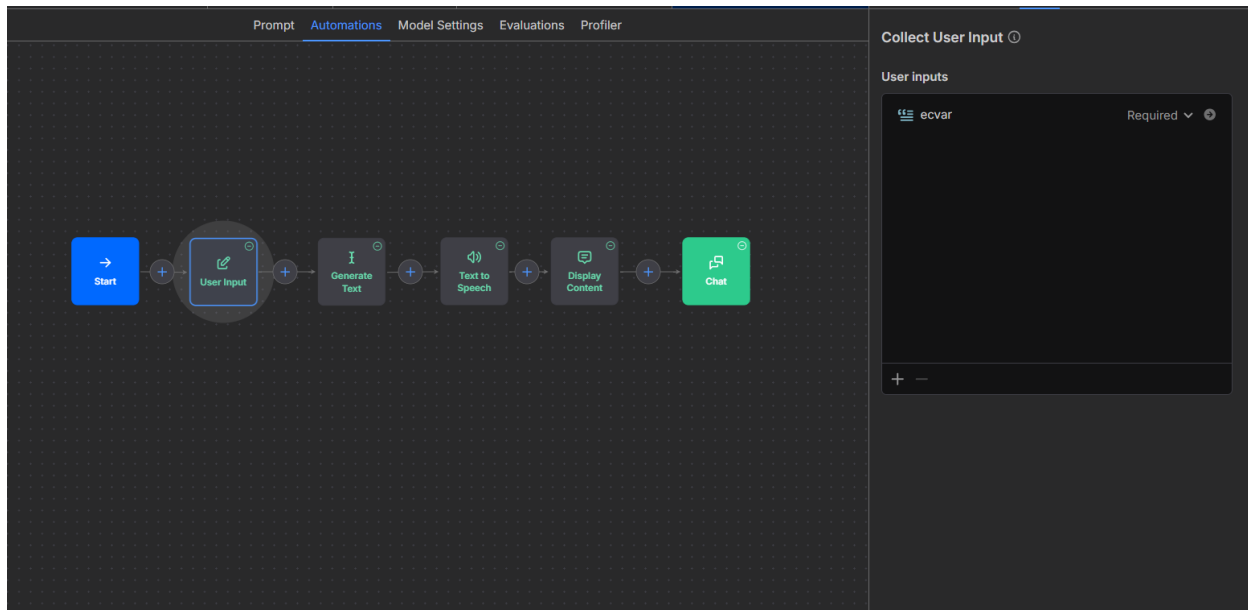 Prompt Automations Model Settings Evaluations Profiler
Collect User Input
User inputs
ecvar Required
Start
User Input
Generate
Text
Text to
Speech
Display
Content
Chat